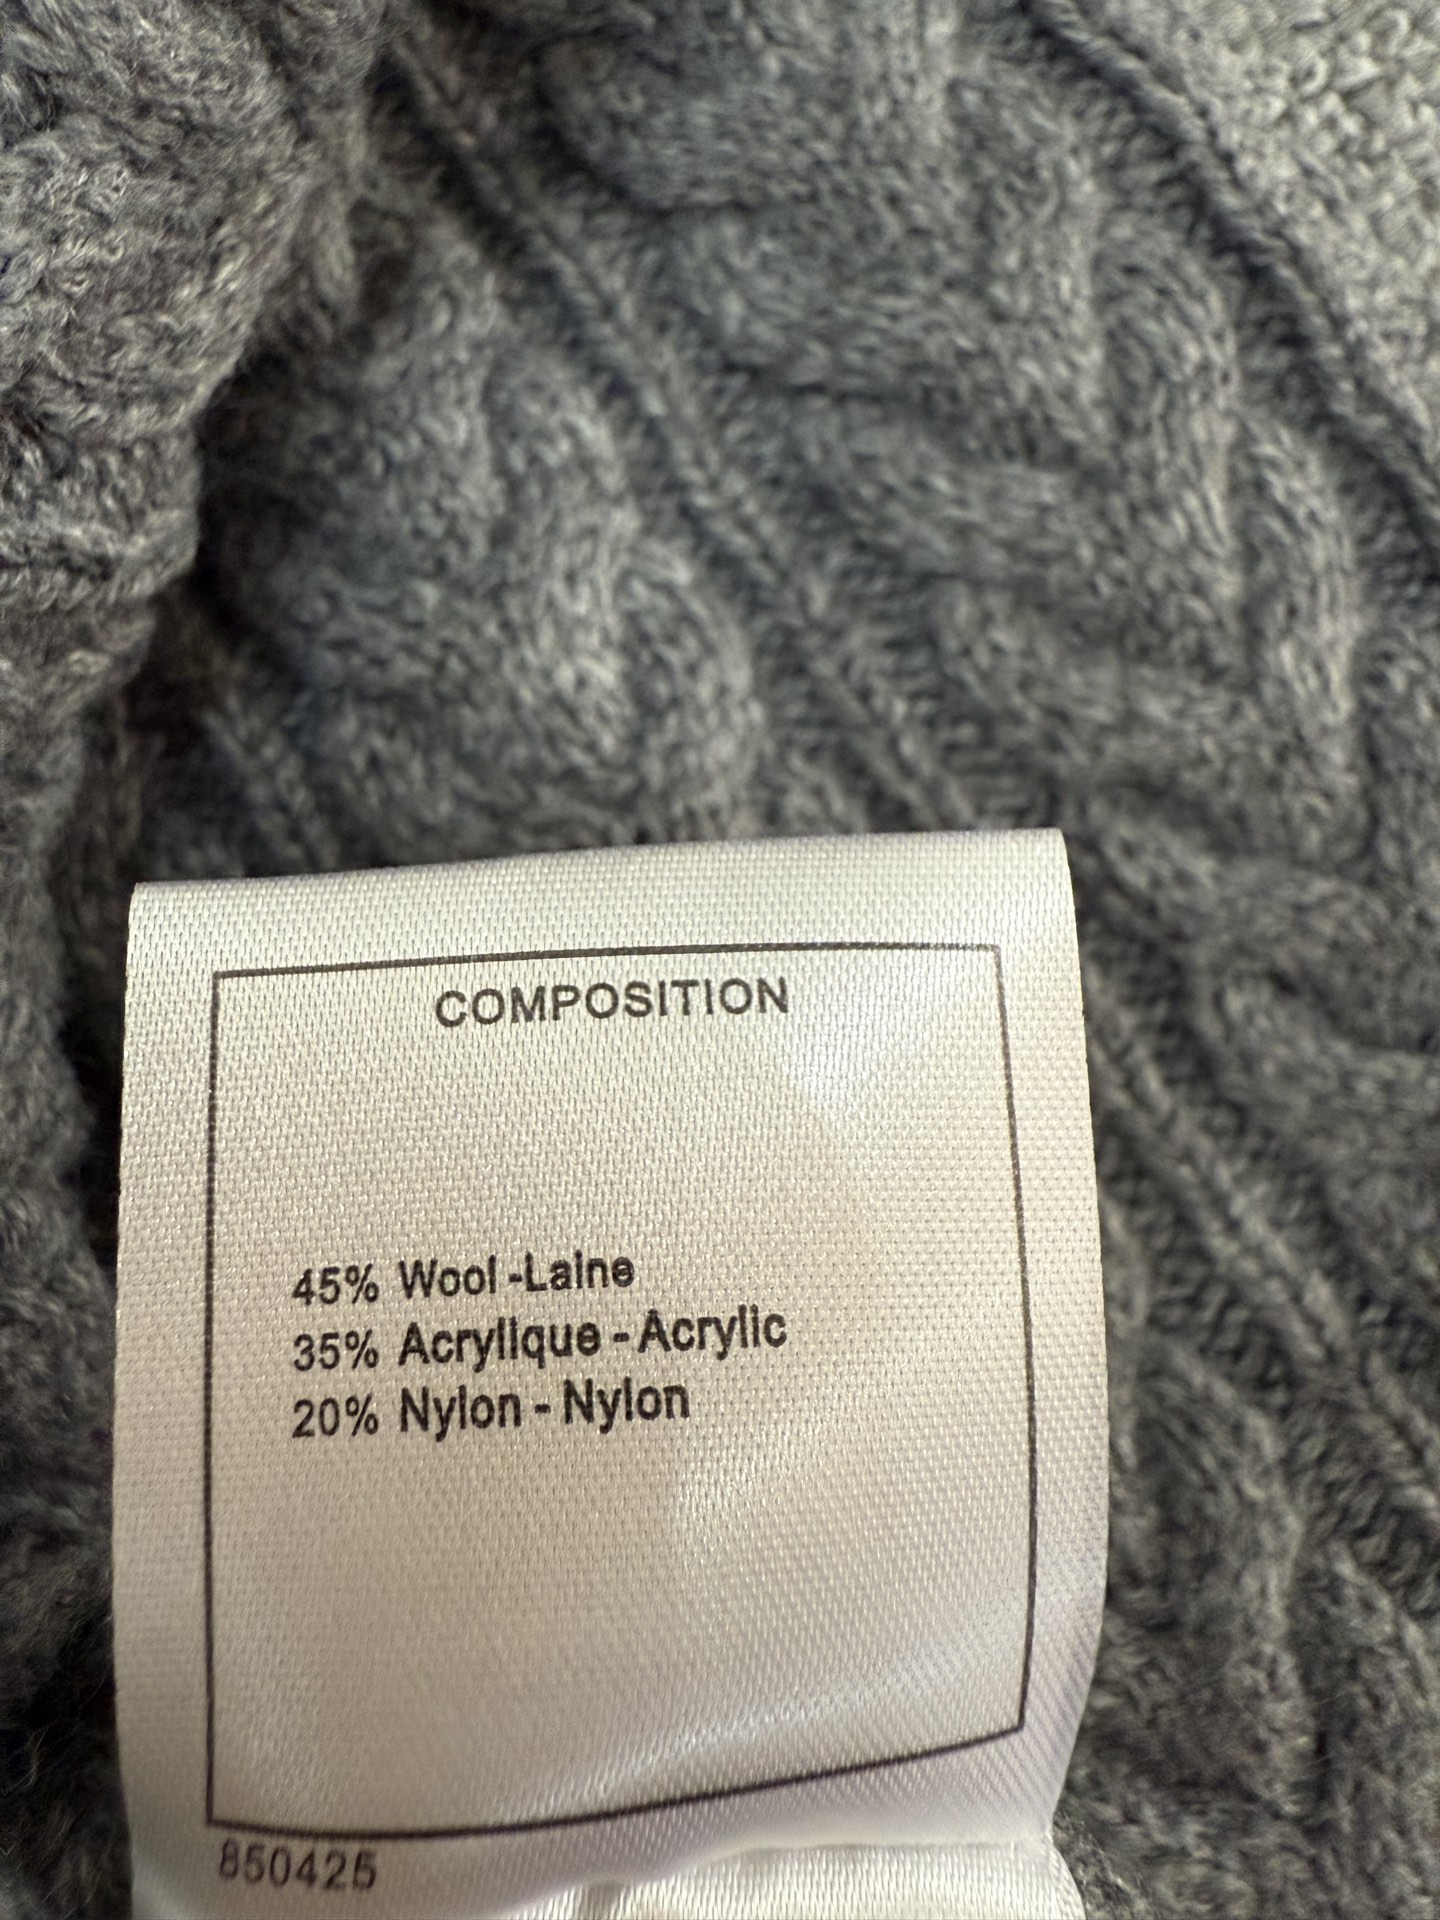 COMPOSITION
45% Wool -Laine
35% Acrylique - Acrylic
20% Nylon - Nylon
850425